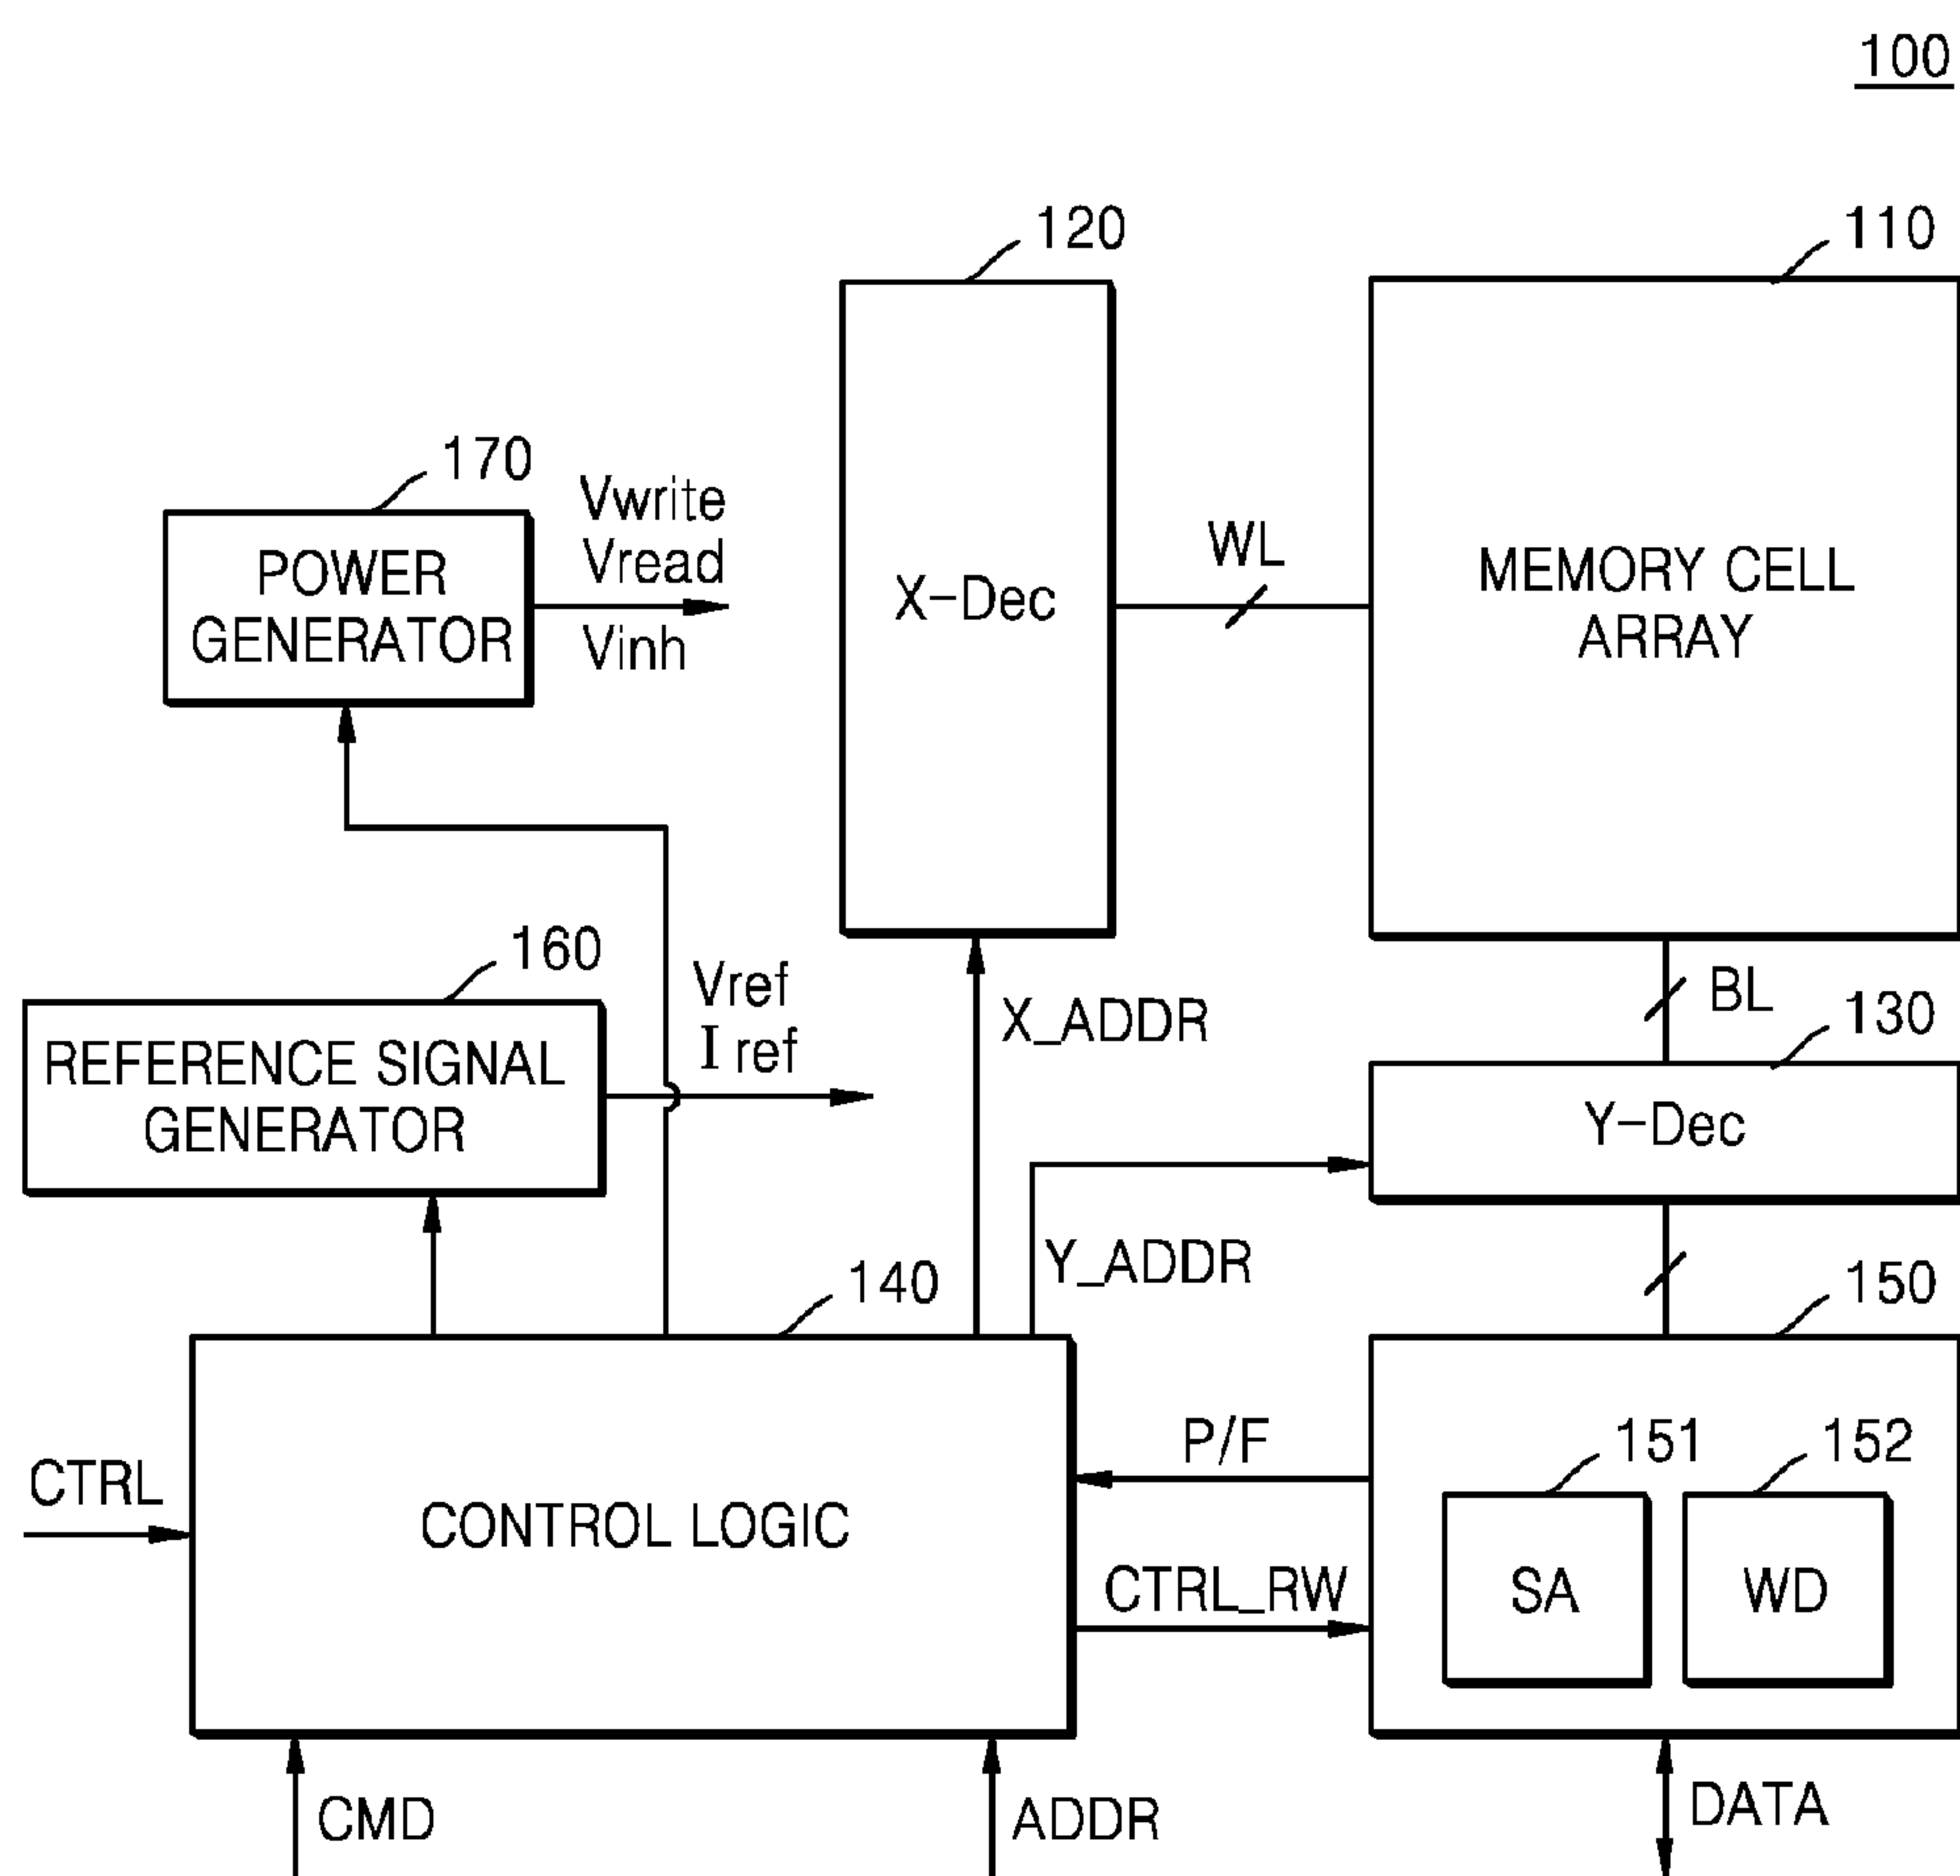 100
120
110
170
Vwrite
Vread
Vinh
POWER
GENERATOR
X-Dec
WL
MEMORY CELL
ARRAY
160
Vref
Iref
X_ADDR
BL
130
REFERENCE SIGNAL
GENERATOR
Y-Dec
Y_ADDR
140
150
CTRL
CONTROL LOGIC
P/F
CTRL_RW
151
152
SA
WD
CMD
ADDR
DATA